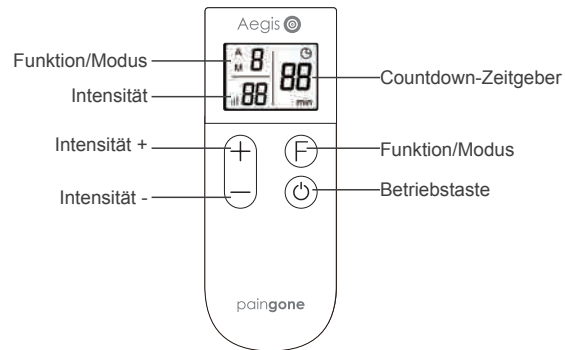 Aegis
Funktion/Modus
A 8
M
88
min
Countdown-Zeitgeber
Intensität
88
Intensität +
F
Funktion/Modus
Intensität -
Betriebstaste
paingone